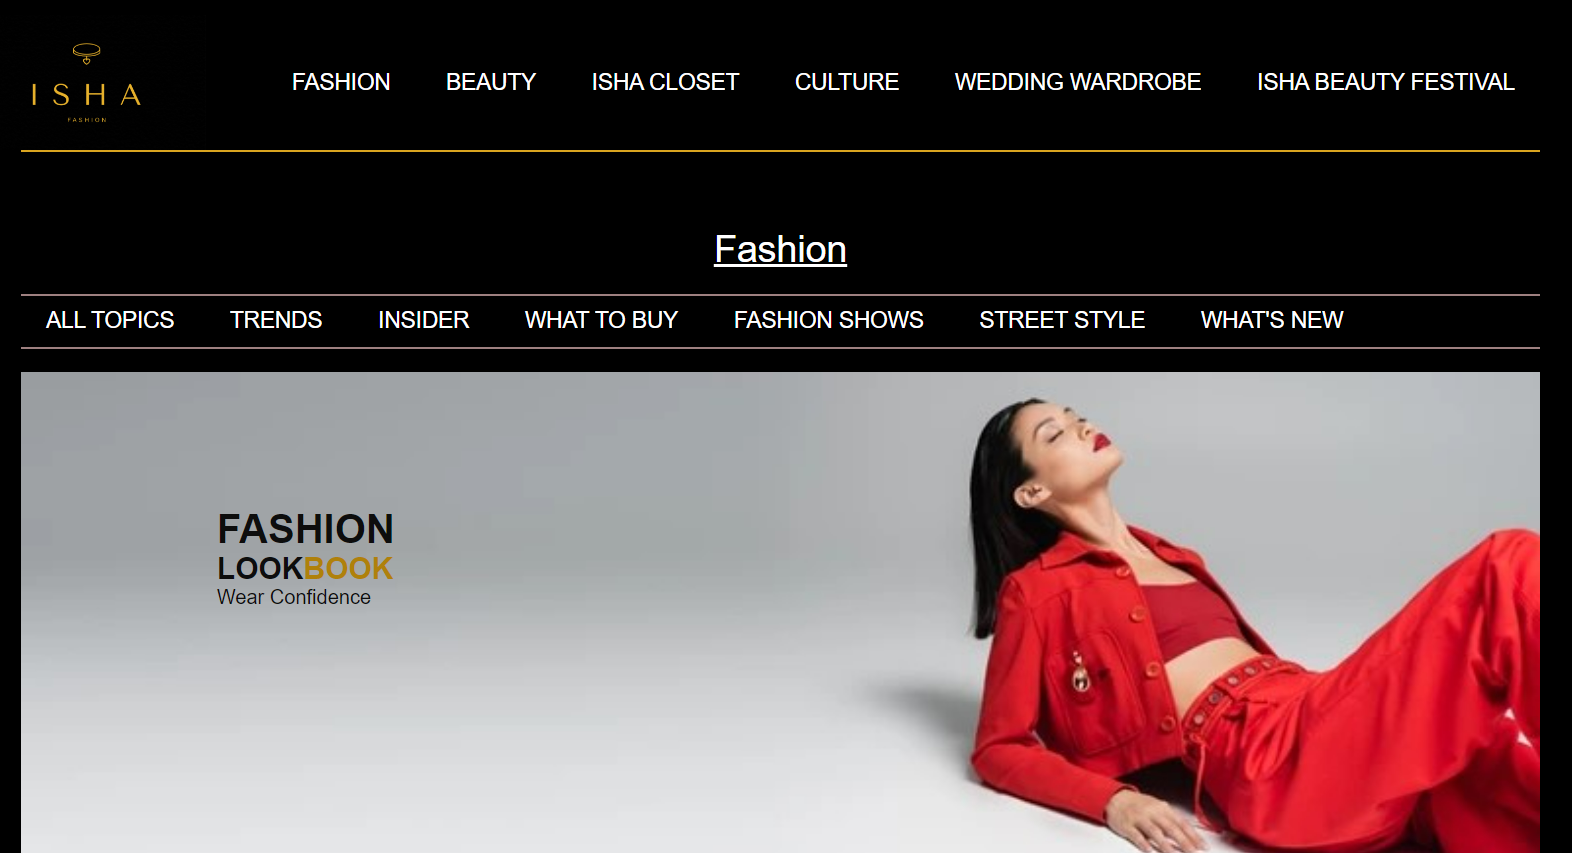 ISHA
FASHION
FASHION BEAUTY ISHA CLOSET CULTURE WEDDING WARDROBE ISHA BEAUTY FESTIVAL
Fashion
ALL TOPICS TRENDS INSIDER WHAT TO BUY FASHION SHOWS STREET STYLE WHAT'S NEW
FASHION
LOOKBOOK
Wear Confidence